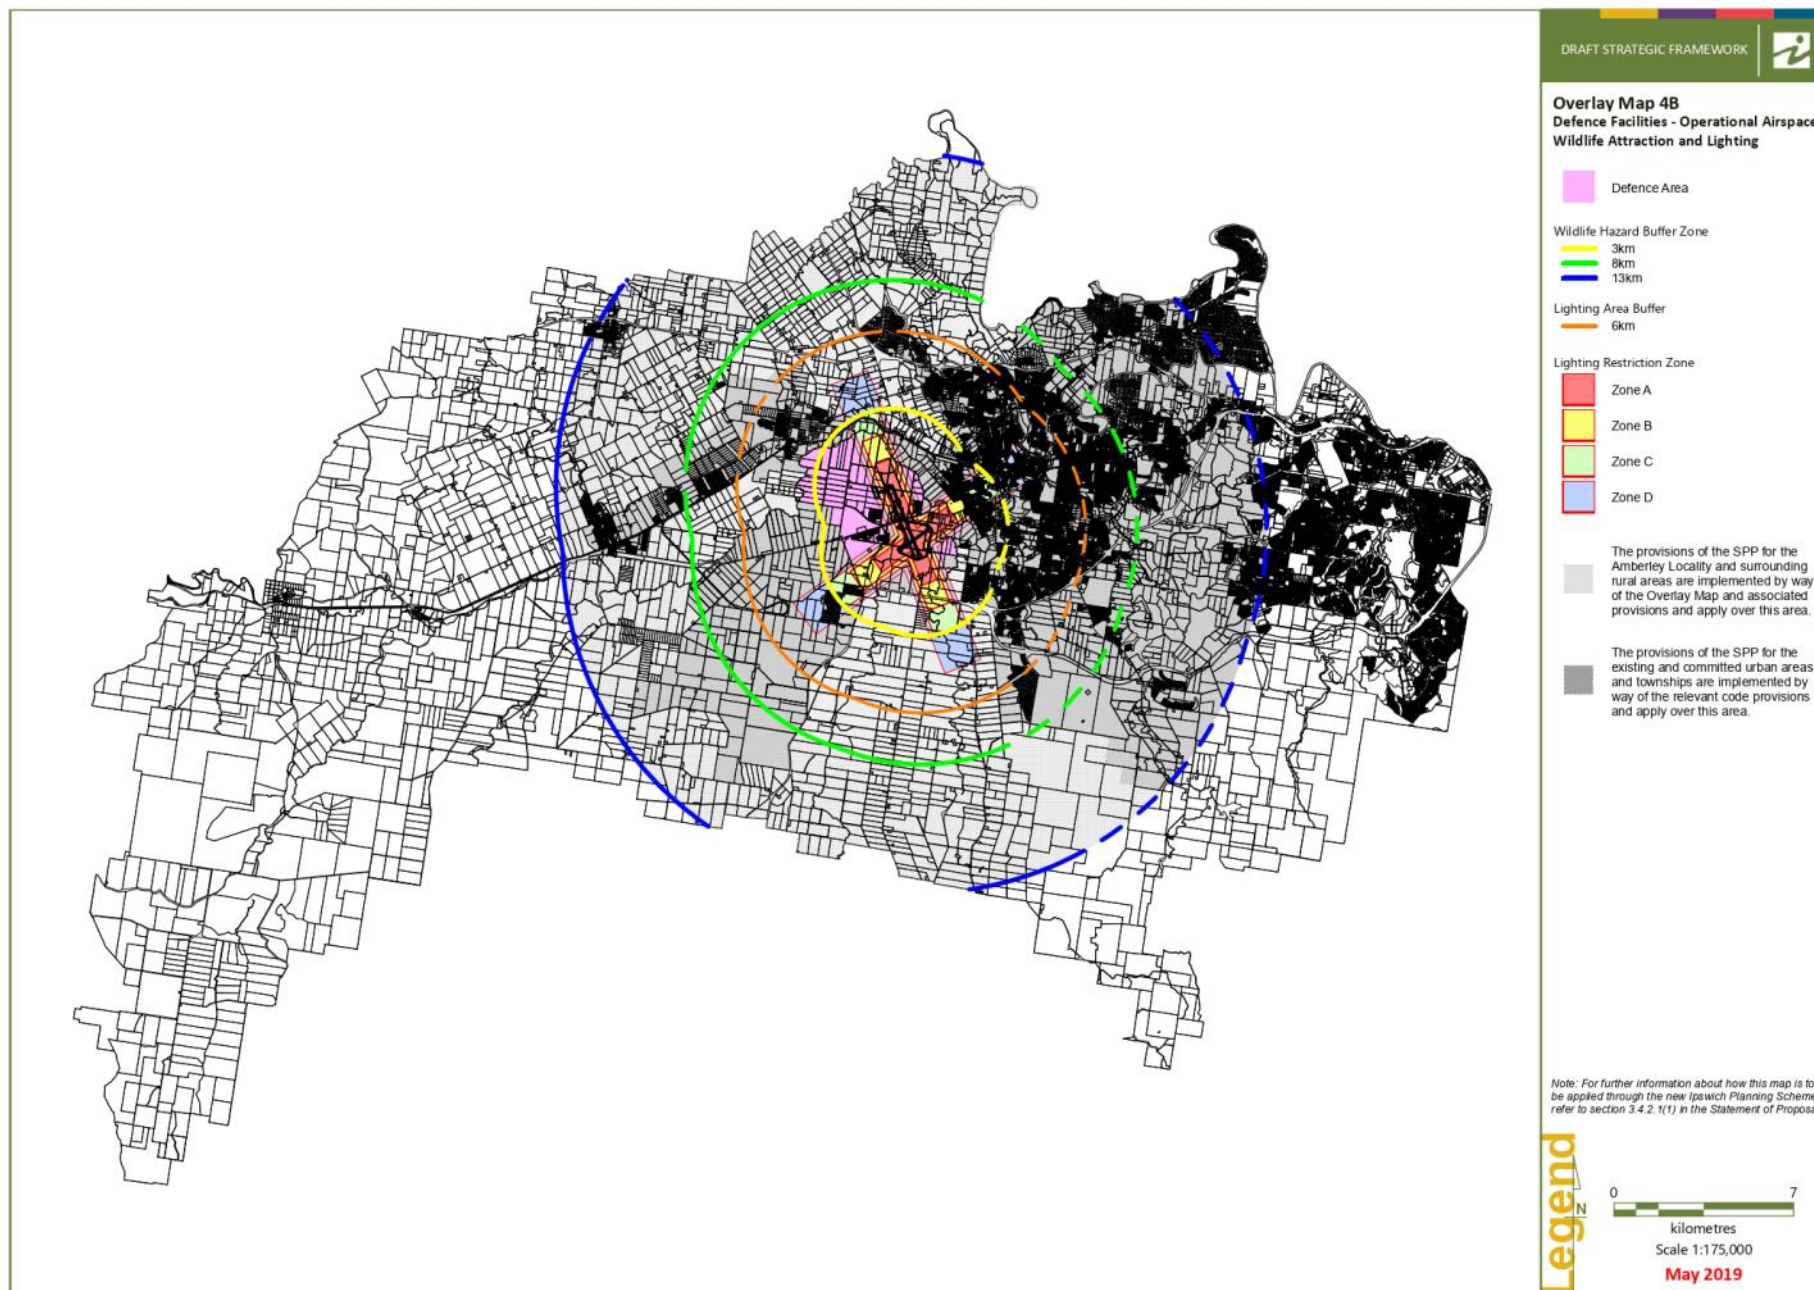 DRAFT STRATEGIC FRAMEWORK
Overlay Map 4B
Defence Facilities - Operational Airspace
Wildlife Attraction and Lighting
Defence Area
Wildlife Hazard Buffer Zone
3km
8km
13km
Lighting Area Buffer
6km
Lighting Restriction Zone
Zone A
Zone B
Zone C
Zone D
The provisions of the SPP for the
Amberley Locality and surrounding
rural areas are implemented by way
of the Overlay Map and associated
provisions and apply over this area.
The provisions of the SPP for the
existing and committed urban areas
and townships are implemented by
way of the relevant code provisions
and apply over this area.
Note: For further information about how this map is to
be applied through the new Ipswich Planning Scheme
refer to section 3.4.2.1(1) in the Statement of Proposa
Legend
N
0 7
kilometres
Scale 1:175,000
May 2019